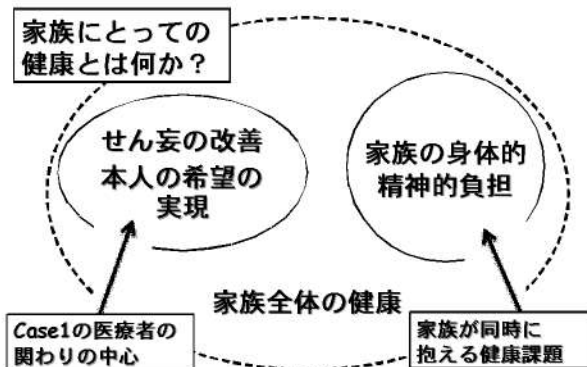 家族にとっての
健康とは何か？
せん妄の改善
本人の希望の
実現
家族の身体的
精神的負担
家族全体の健康
Case1の医療者の
関わりの中心
家族が同時に
抱える健康課題